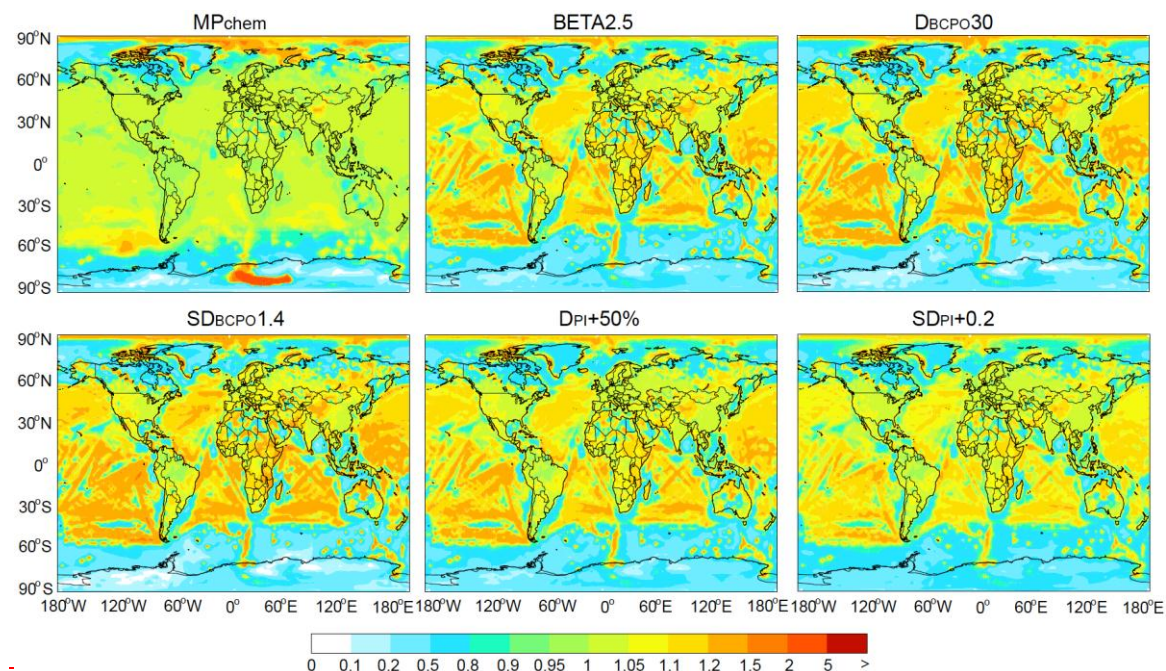 MPchem BETA2.5 DBCPO30
90°N
60°N
30°N
0°
30°S
60°S
90°S
SDBCPO1.4 DPI+50% SDPI+0.2
90°N
60°N
30°N
0°
30°S
60°S
90°S
180°W 120°W 60°W 0° 60°E 120°E 180°W 120°W 60°W 0° 60°E 120°E 180°W 120°W 60°W 0° 60°E 120°E 180°E
0 0.1 0.2 0.5 0.8 0.9 0.95 1 1.05 1.1 1.2 1.5 2 5 >